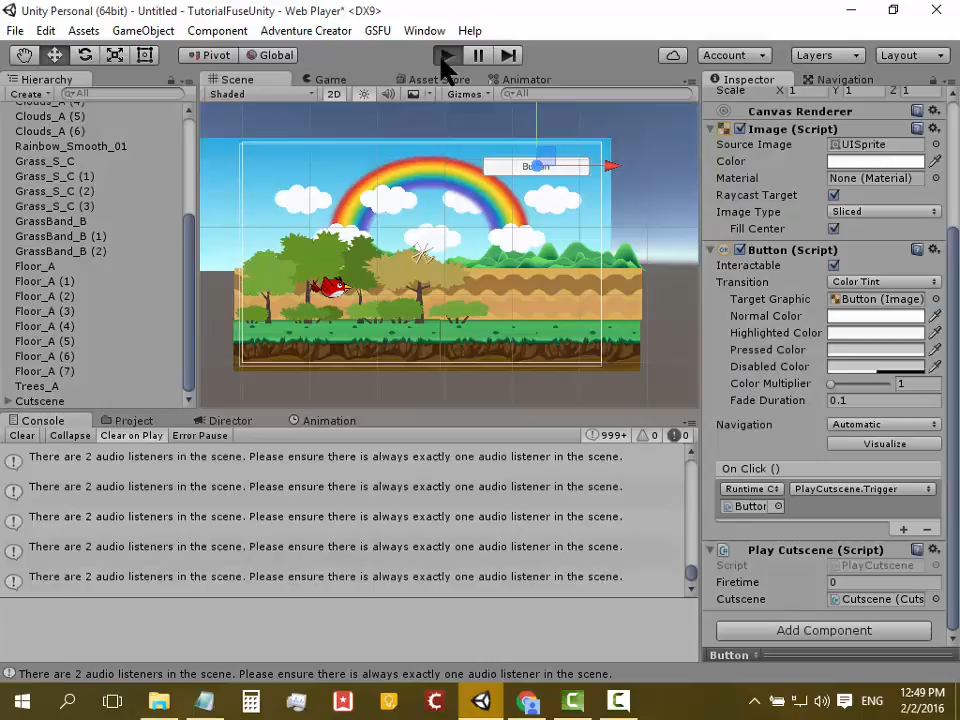 Unity Personal (64bit) - Untitled - TutorialFuseUnity - Web Player* <DX9>
File Edit Assets GameObject Component Adventure Creator GSFU Window Help
Pivot Global Account Layers Layout
Hierarchy Scene Game Asset Store Animator Inspector Navigation
Create All Shaded 2D Gizmos All Scale X 1 Y 1 Z 1
Clouds_A (4)
Clouds_A (5)
Clouds_A (6)
Rainbow_Smooth_01
Grass_S_C
Grass_S_C (1)
Grass_S_C (2)
Grass_S_C (3)
GrassBand_B
GrassBand_B (1)
GrassBand_B (2)
Floor_A
Floor_A (1)
Floor_A (2)
Floor_A (3)
Floor_A (4)
Floor_A (5)
Floor_A (6)
Floor_A (7)
Trees_A
Cutscene
Button
Canvas Renderer
Image (Script)
Source Image UISprite
Color
Material None (Material)
Raycast Target
Image Type Sliced
Fill Center
Button (Script)
Interactable
Transition Color Tint
Target Graphic Button (Image)
Normal Color
Highlighted Color
Pressed Color
Disabled Color
Color Multiplier 1
Fade Duration 0.1
Navigation Automatic
Visualize
On Click ()
Runtime C PlayCutscene.Trigger
Buttor
Play Cutscene (Script)
Script PlayCutscene
Firetime 0
Cutscene Cutscene (Cuts
Add Component
Button
Console Project Director Animation
Clear Collapse Clear on Play Error Pause 999+ 0 0
There are 2 audio listeners in the scene. Please ensure there is always exactly one audio listener in the scene.
There are 2 audio listeners in the scene. Please ensure there is always exactly one audio listener in the scene.
There are 2 audio listeners in the scene. Please ensure there is always exactly one audio listener in the scene.
There are 2 audio listeners in the scene. Please ensure there is always exactly one audio listener in the scene.
There are 2 audio listeners in the scene. Please ensure there is always exactly one audio listener in the scene.
There are 2 audio listeners in the scene. Please ensure there is always exactly one audio listener in the scene.
ENG
12:49 PM
2/2/2016